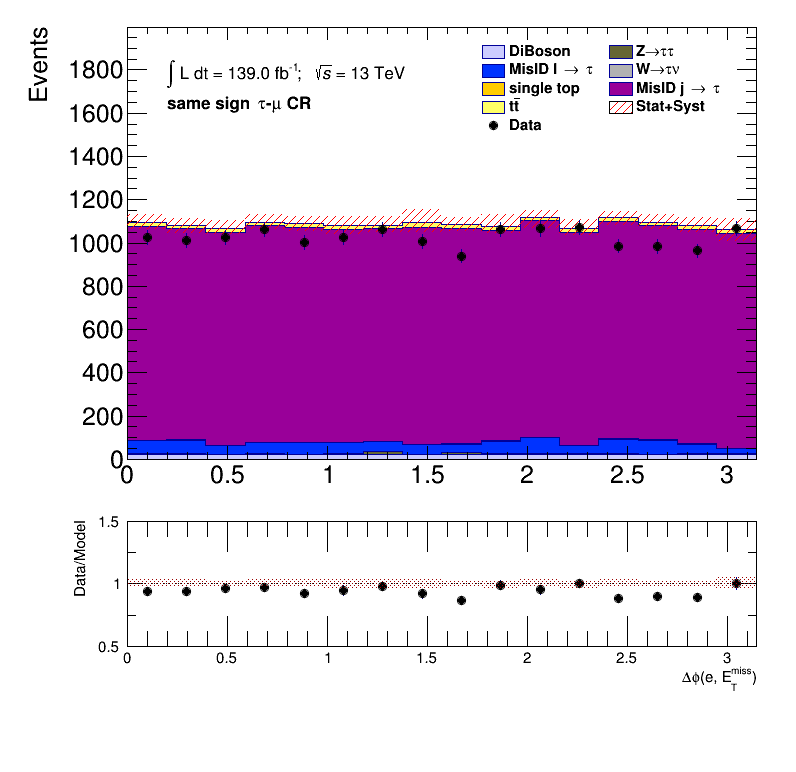 Events
1800
1600
1400
1200
1000
800
600
400
200
0
0 0.5 1 1.5 2 2.5 3
∫ L dt = 139.0 fb⁻¹; √s = 13 TeV
same sign τ-μ CR
DiBoson
MisID l → τ
single top
tt̄
Data
Z→ττ
W→τν
MisID j → τ
Stat+Syst
Data/Model
1.5
1
0.5
0 0.5 1 1.5 2 2.5 3
Δϕ(e, E_T^miss)